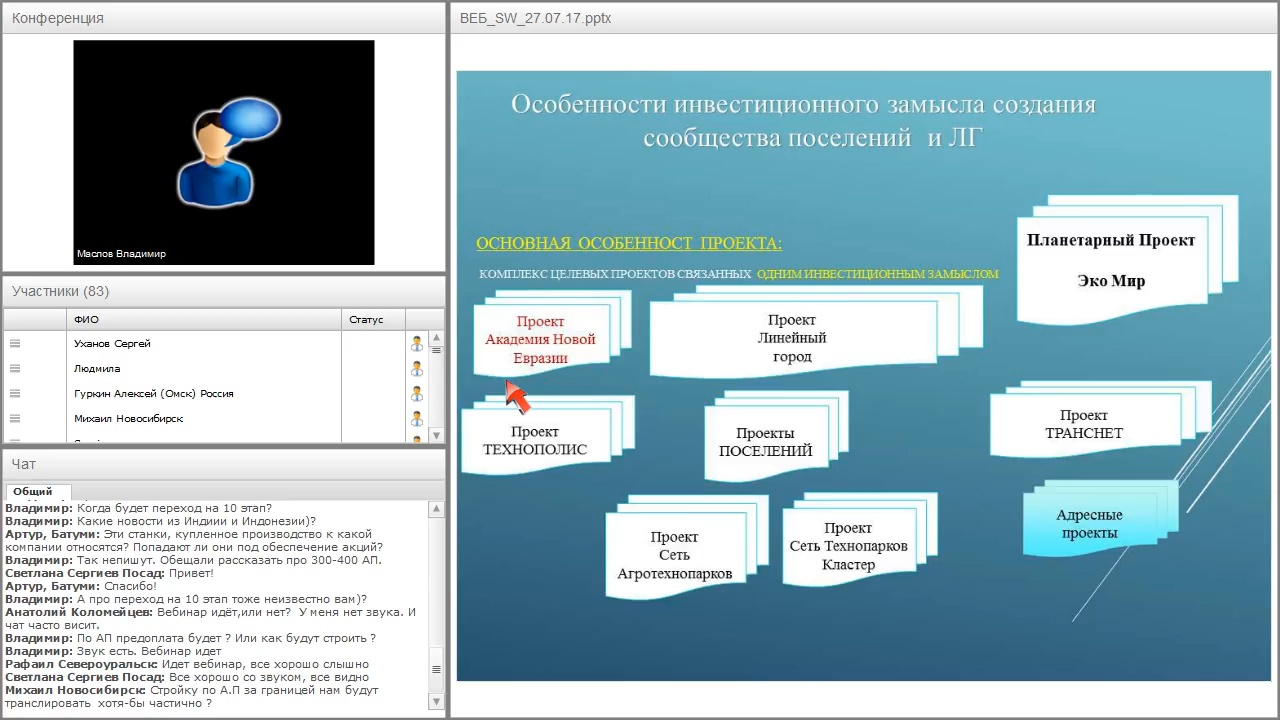 Конференция
Маслов Владимир
Участники (83)
ФИО
Статус
Уханов Сергей
Людмила
Гуркин Алексей (Омск) Россия
Михаил Новосибирск
Чат
Общий
Владимир: Когда будет переход на 10 этап?
Владимир: Какие новости из Индиии и Индонезии)?
Артур, Батуми: Эти станки, купленное производство к какой
компании относятся? Попадают ли они под обеспечение акций?
Владимир: Так непишут. Обещали рассказать про 300-400 АП.
Светлана Сергиев Посад: Привет!
Артур, Батуми: Спасибо!
Владимир: А про переход на 10 этап тоже неизвестно вам)?
Анатолий Коломейцев: Вебинар идёт,или нет? У меня нет звука. И
чат часто висит.
Владимир: По АП предоплата будет ? Или как будут строить ?
Владимир: Звук есть. Вебинар идет
Рафаил Североуральск: Идет вебинар, все хорошо слышно
Светлана Сергиев Посад: Все хорошо со звуком, все видно
Михаил Новосибирск: Стройку по А.П за границей нам будут
транслировать хотя-бы частично ?
ВЕБ_SW_27.07.17.pptx
Особенности инвестиционного замысла создания
сообщества поселений и ЛГ
ОСНОВНАЯ ОСОБЕННОСТ ПРОЕКТА:
КОМПЛЕКС ЦЕЛЕВЫХ ПРОЕКТОВ СВЯЗАННЫХ ОДНИМ ИНВЕСТИЦИОННЫМ ЗАМЫСЛОМ
Планетарный Проект
Эко Мир
Проект
Академия Новой
Евразии
Проект
Линейный
город
Проект
ТЕХНОПОЛИС
Проекты
ПОСЕЛЕНИЙ
Проект
ТРАНСНЕТ
Проект
Сеть
Агротехнопарков
Проект
Сеть Технопарков
Кластер
Адресные
проекты